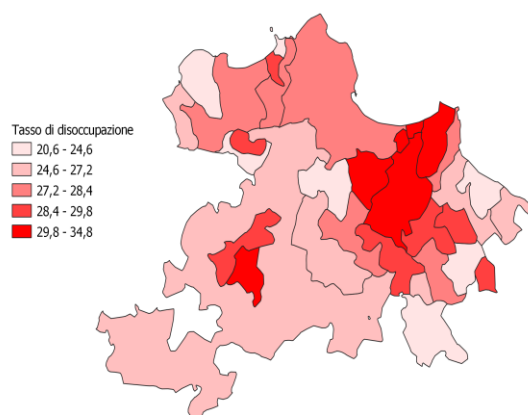 Tasso di disoccupazione
20,6 - 24,6
24,6 - 27,2
27,2 - 28,4
28,4 - 29,8
29,8 - 34,8